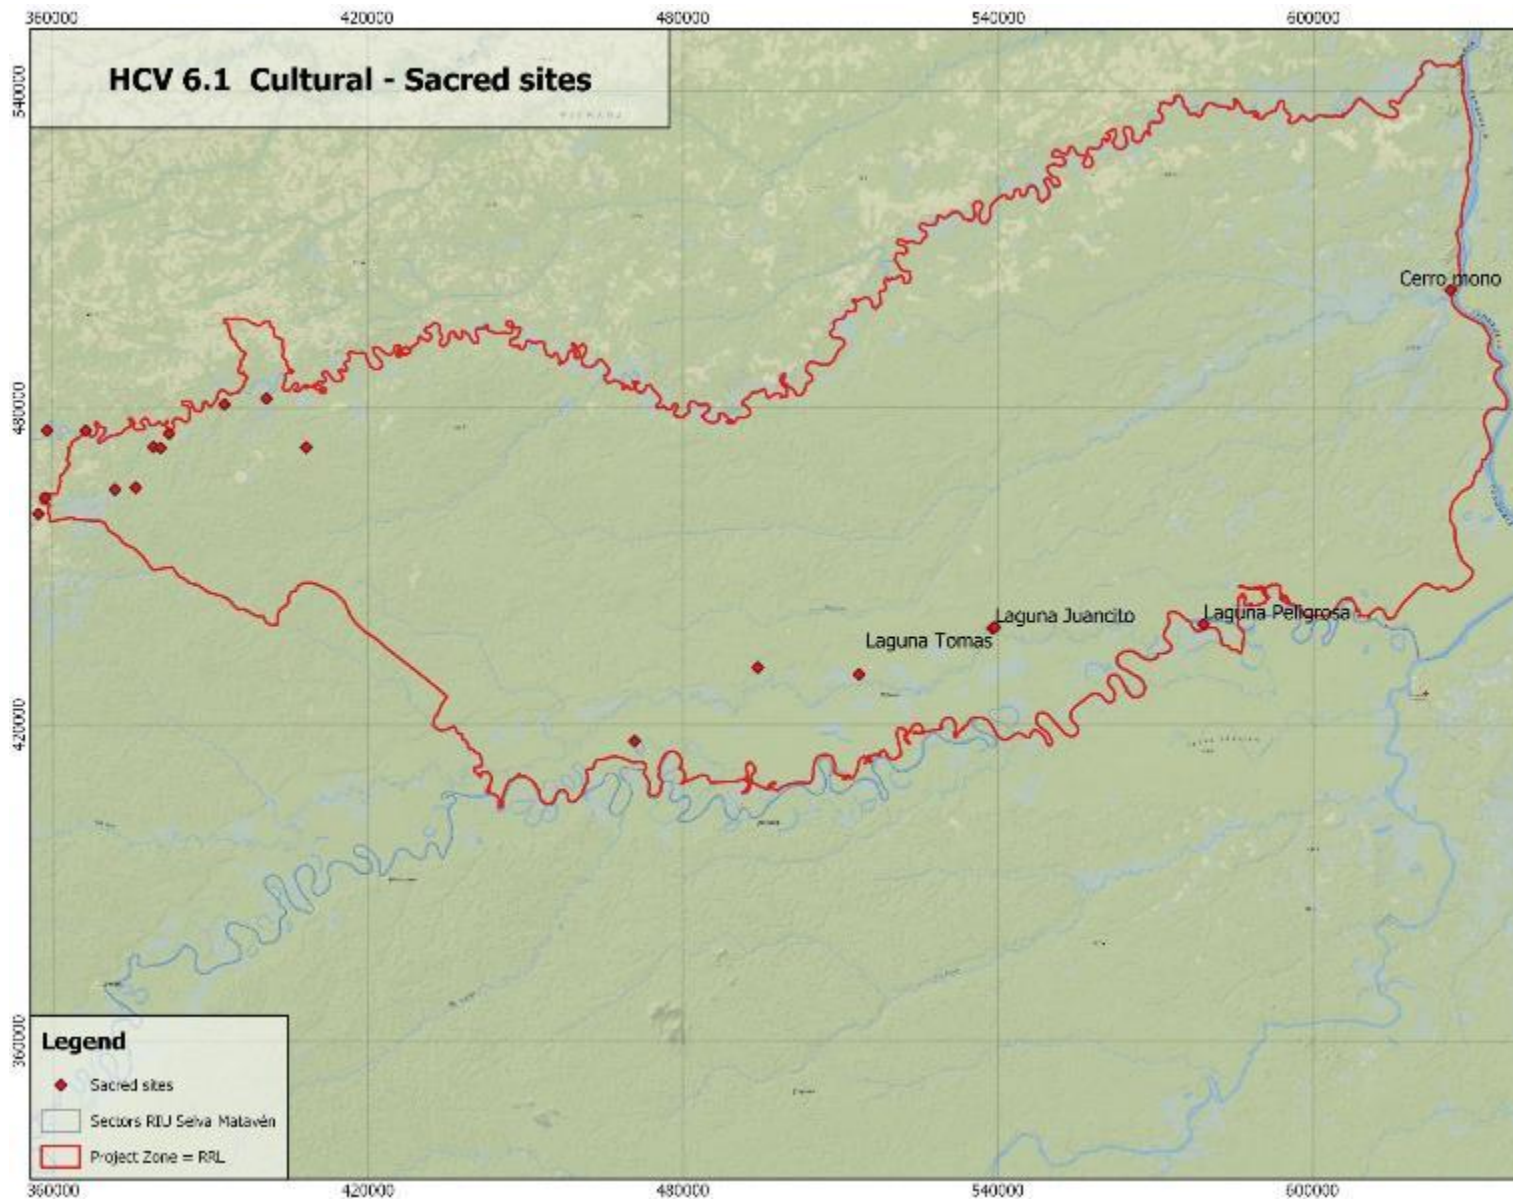 360000 420000 480000 540000 600000
HCV 6.1 Cultural - Sacred sites
540000
Cerro mono
480000
Laguna Peligrosa
Laguna Juancito
Laguna Tomas
420000
360000
Legend
Sacred sites
Sectors RIU Selva Matavén
Project Zone = RRL
360000 420000 480000 540000 600000